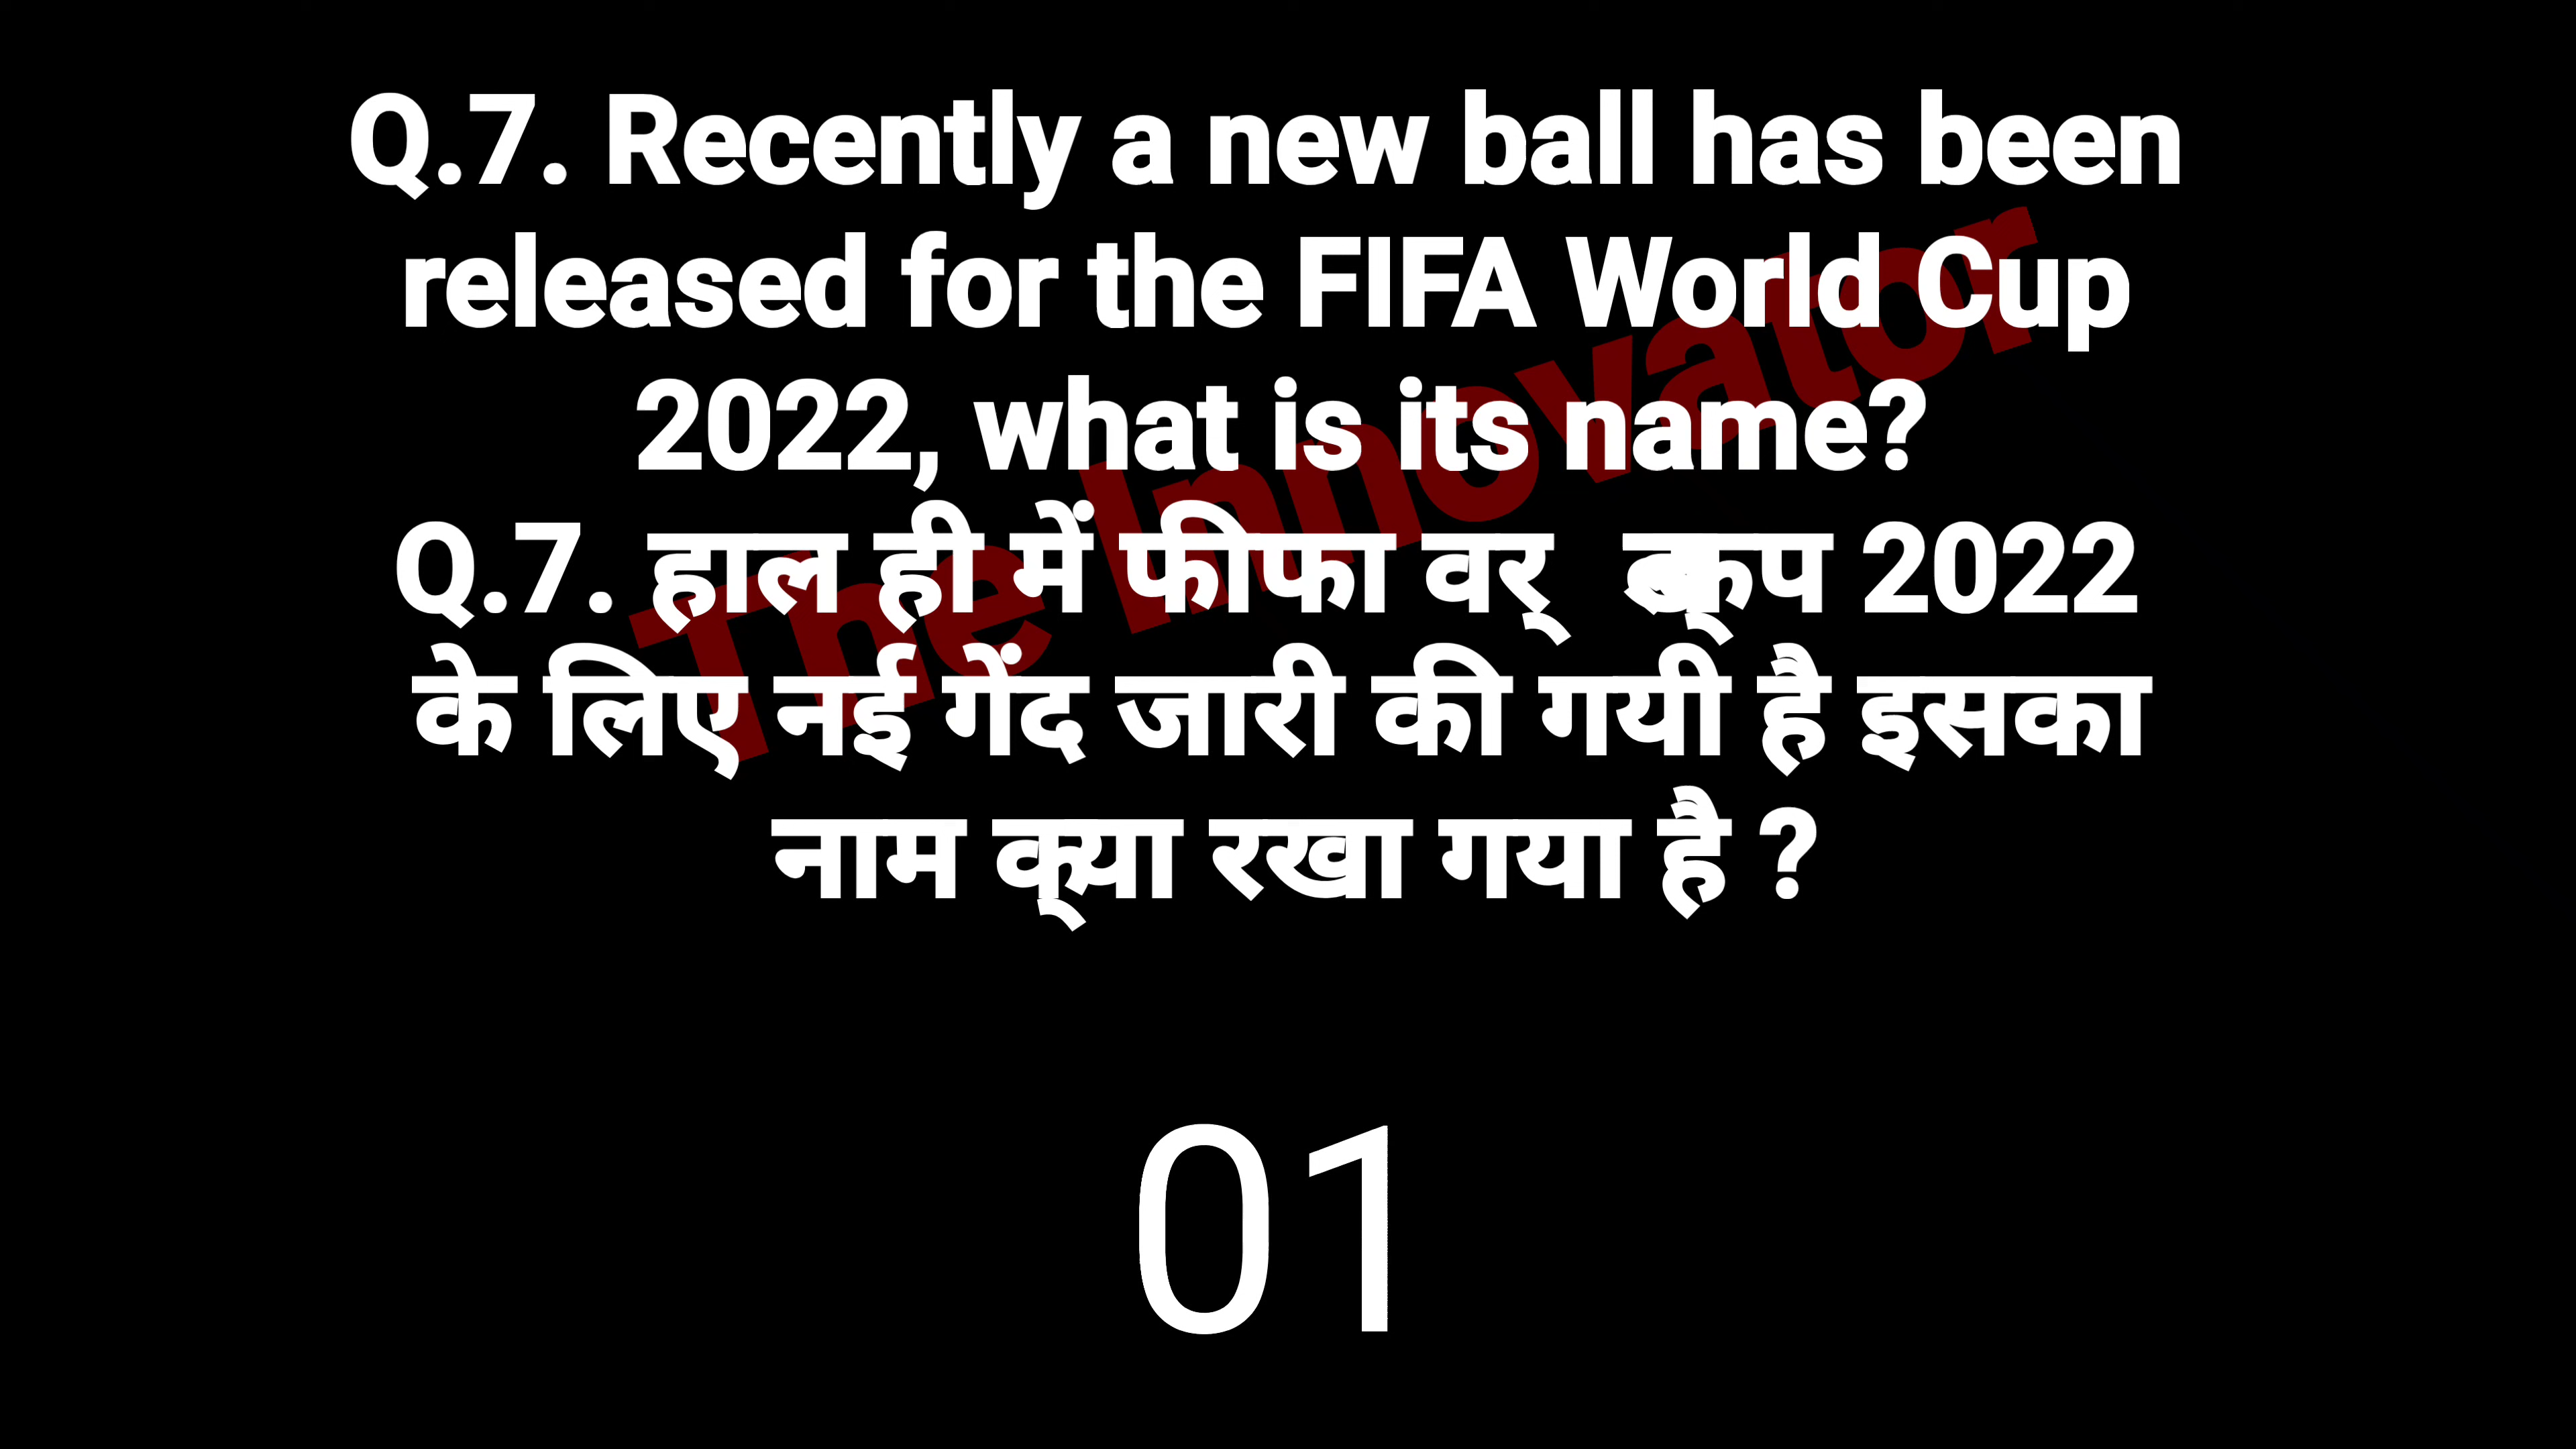 Q.7. Recently a new ball has been
released for the FIFA World Cup
2022, what is its name?
Q.7. हाल ही में फीफा वर्ल्ड कप 2022
के लिए नई गेंद जारी की गयी है इसका
नाम क्या रखा गया है ?
The Innovator
01